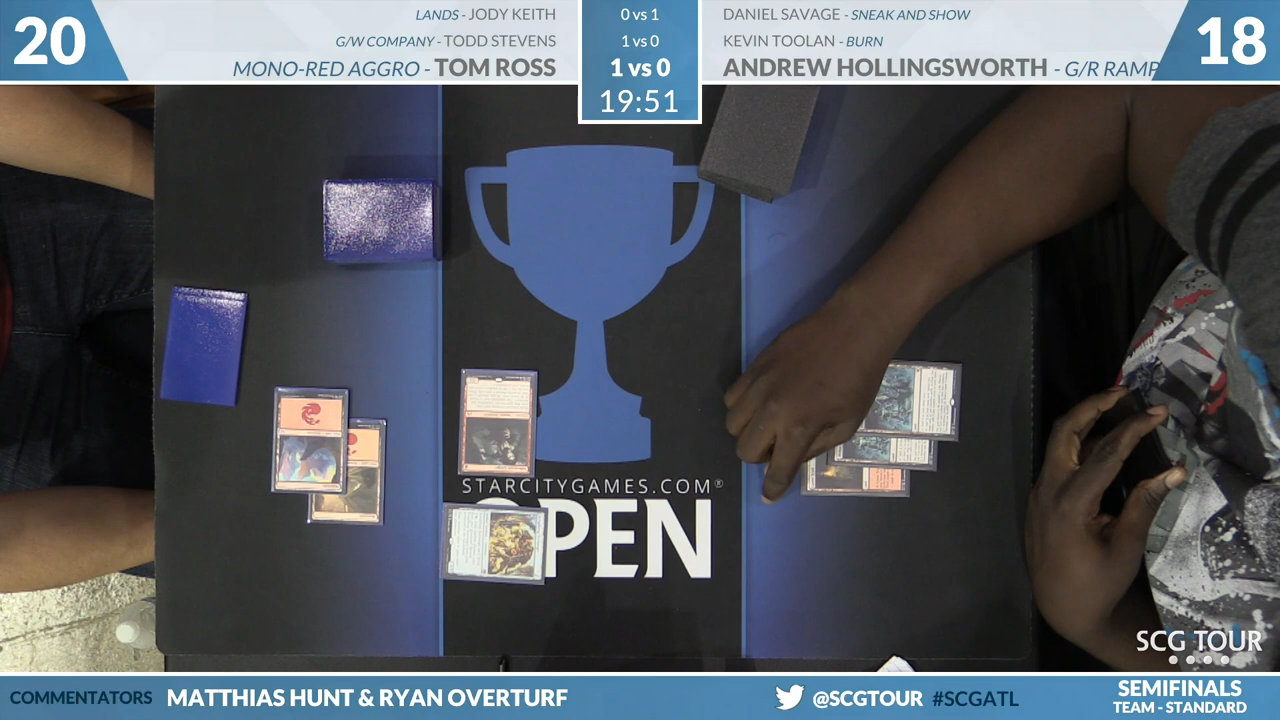 20
LANDS - JODY KEITH
G/W COMPANY - TODD STEVENS
MONO-RED AGGRO - TOM ROSS
0 vs 1
1 vs 0
1 vs 0
19:51
DANIEL SAVAGE - SNEAK AND SHOW
KEVIN TOOLAN - BURN
ANDREW HOLLINGSWORTH - G/R RAMP
18
STARCITYGAMES.COM®
OPEN
SCG TOUR
COMMENTATORS MATTHIAS HUNT & RYAN OVERTURF
@SCGTOUR #SCGATL
SEMIFINALS
TEAM - STANDARD